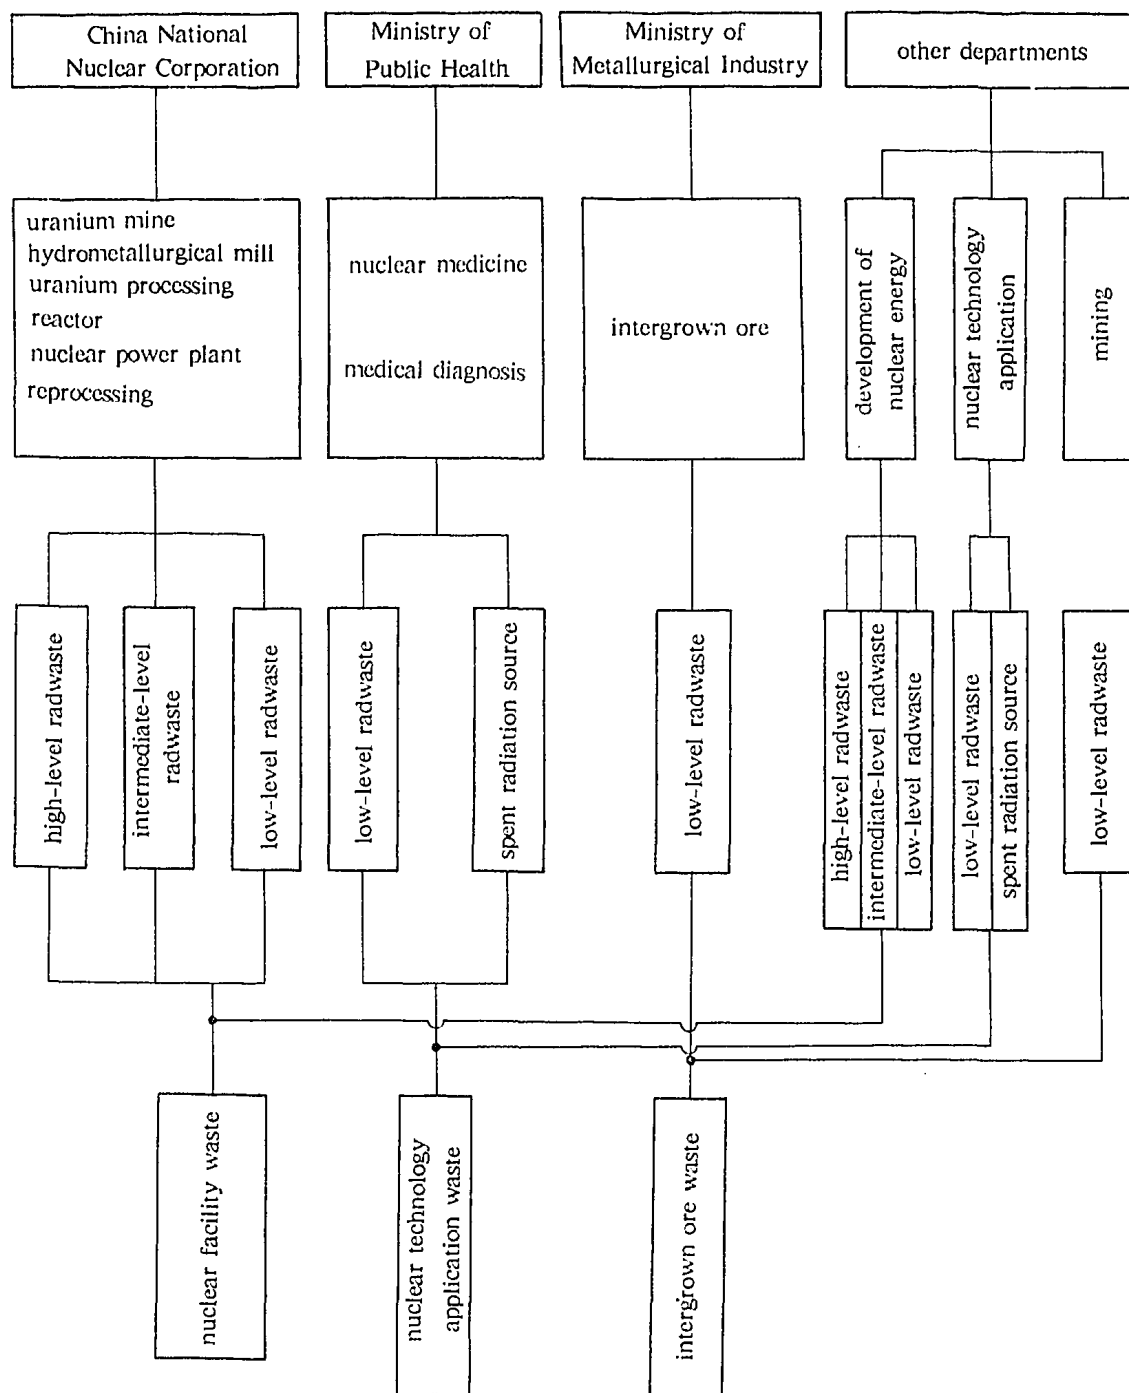 China National
Nuclear Corporation
Ministry of
Public Health
Ministry of
Metallurgical Industry
other departments
uranium mine
hydrometallurgical mill
uranium processing
reactor
nuclear power plant
reprocessing
nuclear medicine
medical diagnosis
intergrown ore
development of
nuclear energy
nuclear technology
application
mining
high-level radwaste
intermediate-level
radwaste
low-level radwaste
low-level radwaste
spent radiation source
low-level radwaste
high-level radwaste
intermediate-level radwaste
low-level radwaste
low-level radwaste
spent radiation source
low-level radwaste
nuclear facility waste
nuclear technology
application waste
intergrown ore waste